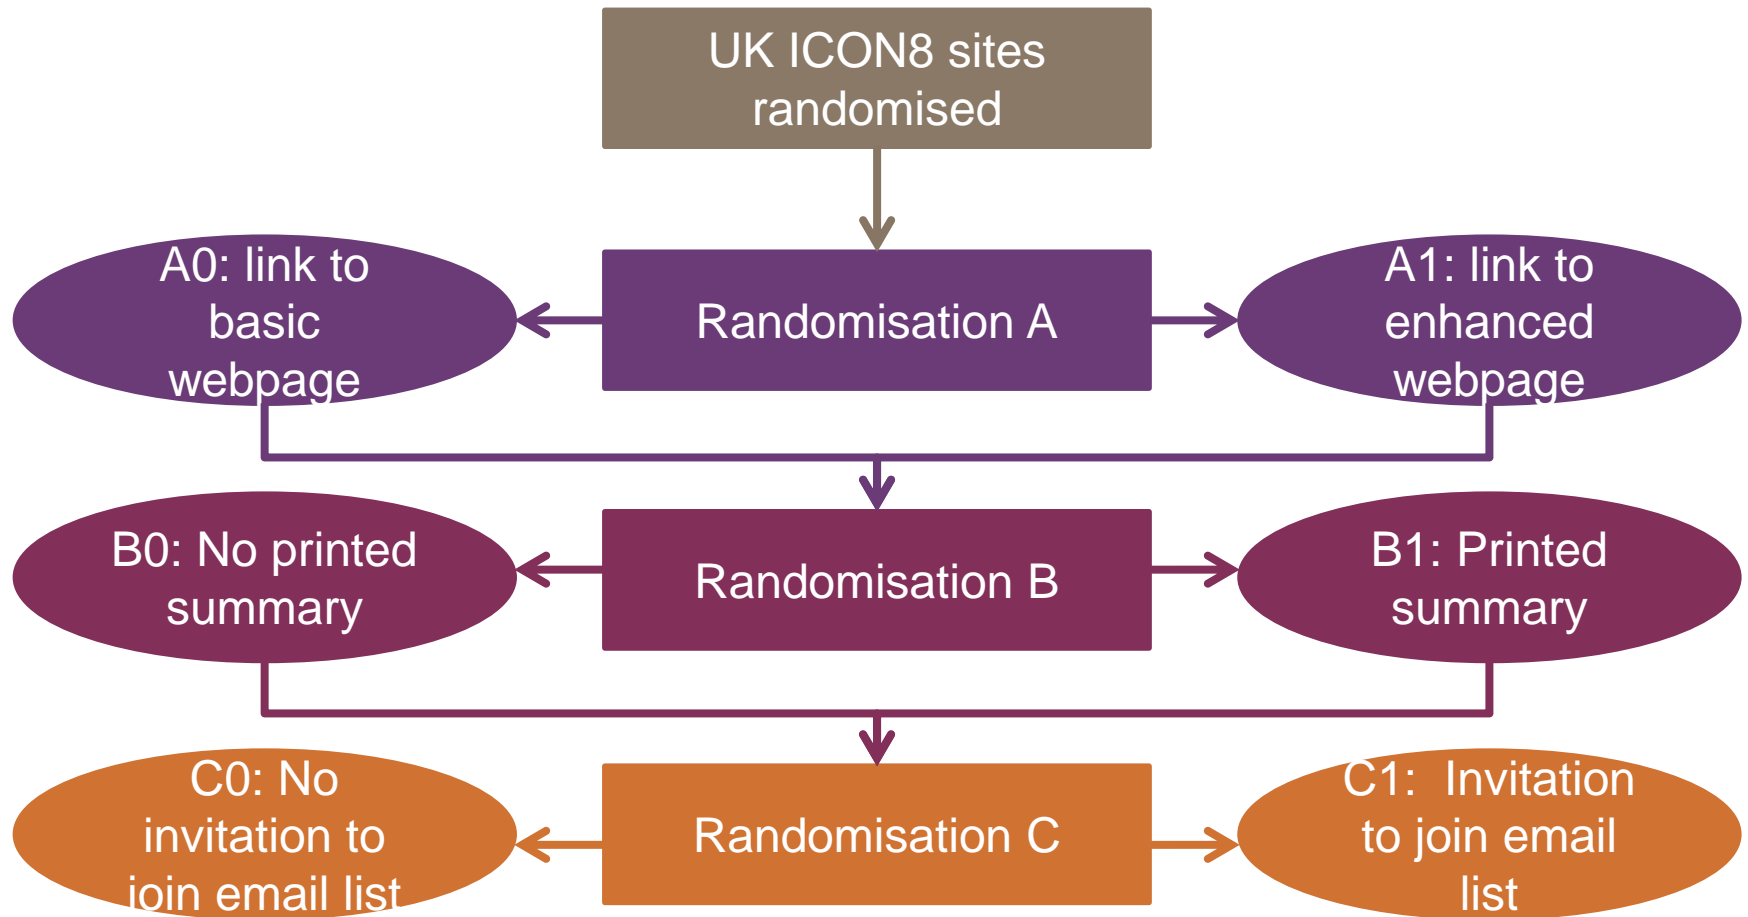 UK ICON8 sites
randomised
A0: link to
basic
webpage
Randomisation A
A1: link to
enhanced
webpage
B0: No printed
summary
Randomisation B
B1: Printed
summary
C0: No
invitation to
join email list
Randomisation C
C1:  Invitation
to join email
list